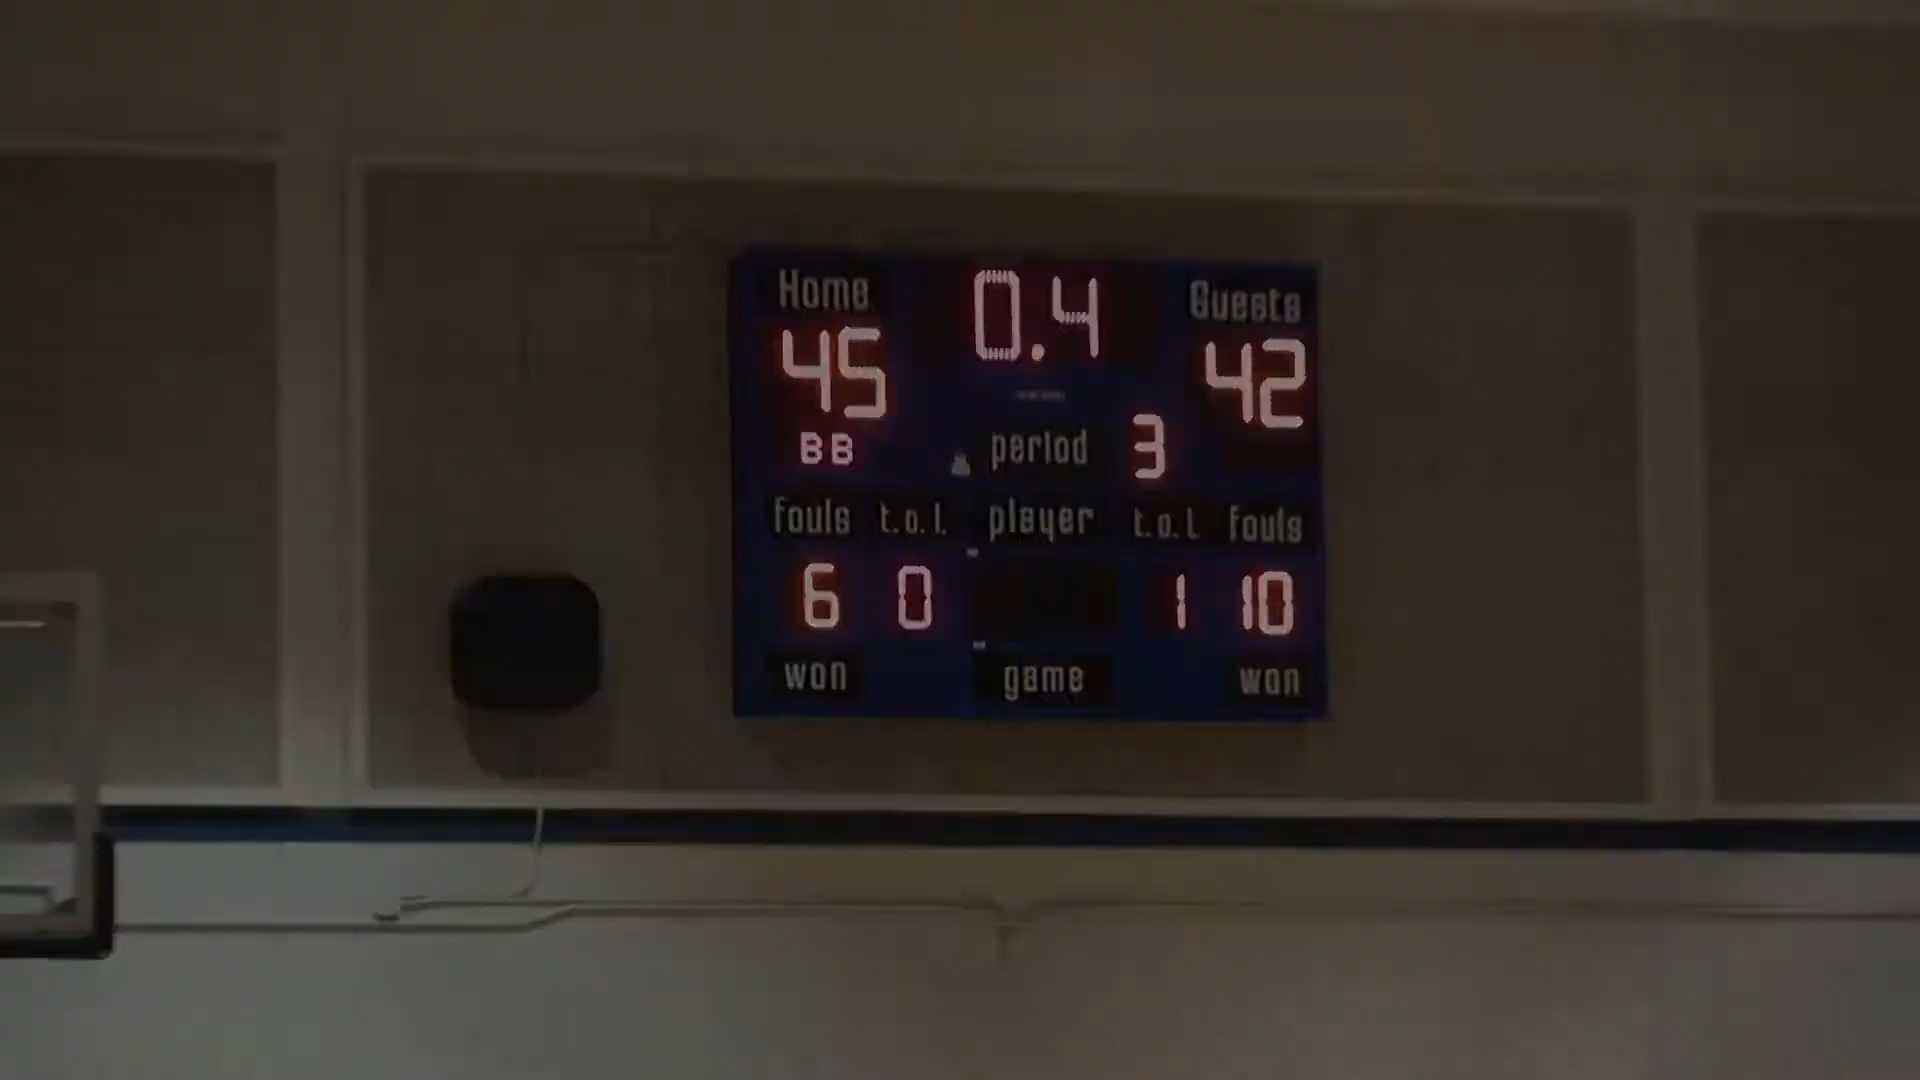 Home 0.4 Guests
45 42
BB period 3
fouls t.o.l. player t.o.l. fouls
6 0 1 10
won game won